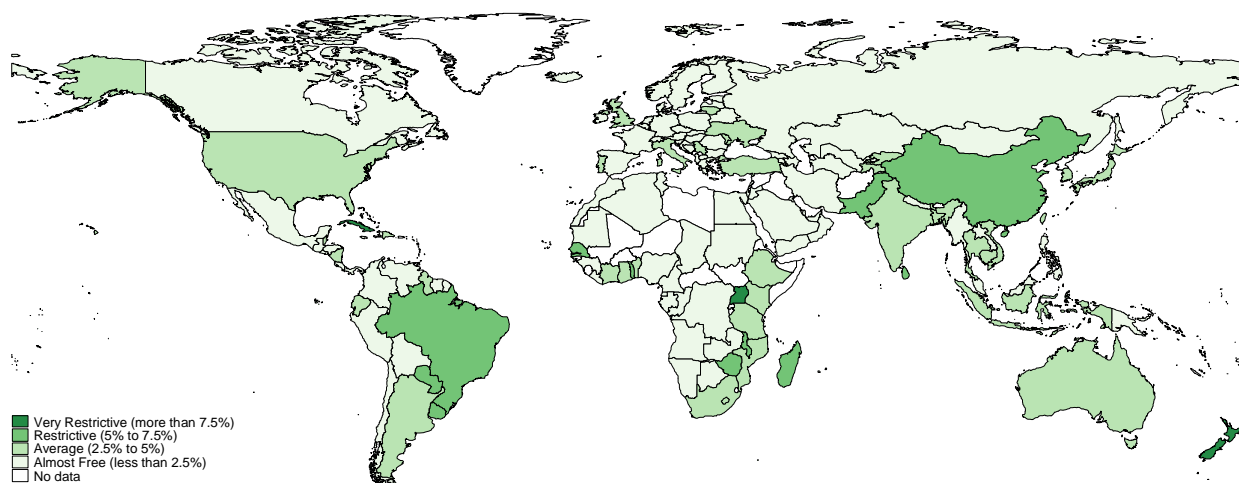 Very Restrictive (more than 7.5%)
Restrictive (5% to 7.5%)
Average (2.5% to 5%)
Almost Free (less than 2.5%)
No data